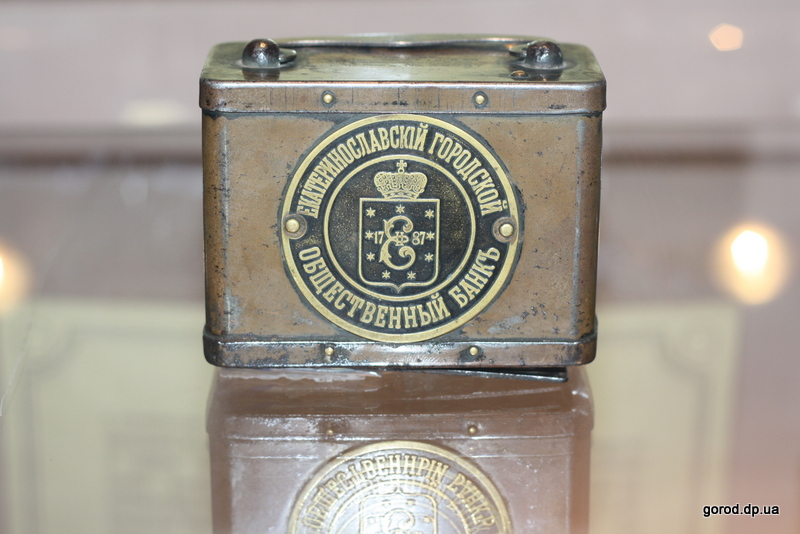 ЕКАТЕРИНОСЛАВСКІЙ ГОРОДСКОЙ
17 87
ОБЩЕСТВЕННЫЙ БАНКЪ
gorod.dp.ua